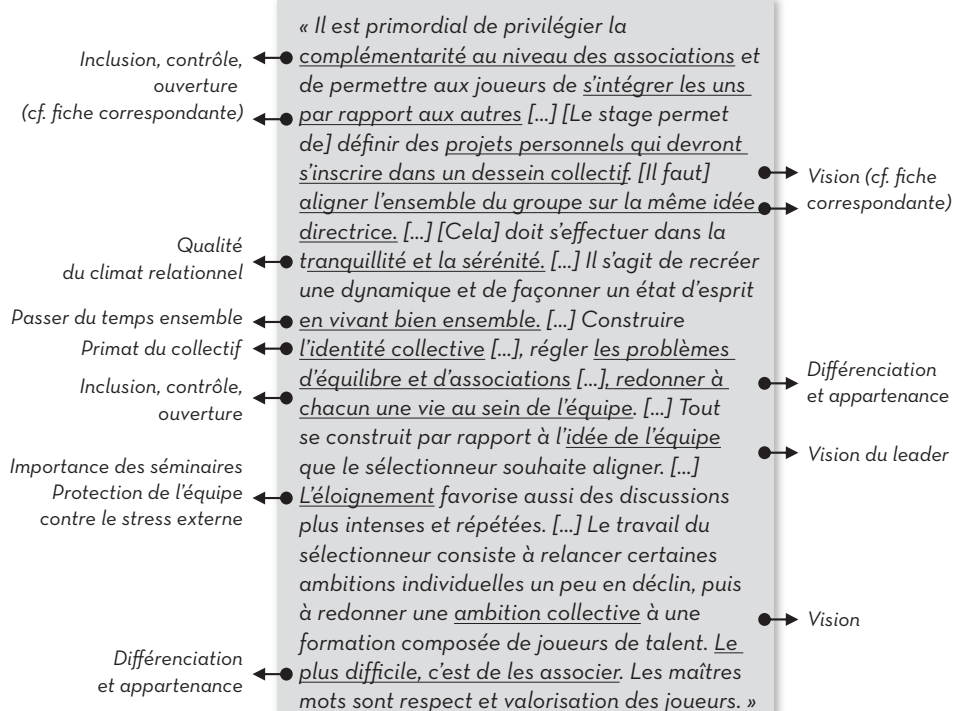 « Il est primordial de privilégier la
complémentarité au niveau des associations et
de permettre aux joueurs de s'intégrer les uns
par rapport aux autres [...] [Le stage permet
de] définir des projets personnels qui devront
s'inscrire dans un dessein collectif. [Il faut]
aligner l'ensemble du groupe sur la même idée
directrice. [...] [Cela] doit s'effectuer dans la
tranquillité et la sérénité. [...] Il s'agit de recréer
une dynamique et de façonner un état d'esprit
en vivant bien ensemble. [...] Construire
l'identité collective [...], régler les problèmes
d'équilibre et d'associations [...], redonner à
chacun une vie au sein de l'équipe. [...] Tout
se construit par rapport à l'idée de l'équipe
que le sélectionneur souhaite aligner. [...]
L'éloignement favorise aussi des discussions
plus intenses et répétées. [...] Le travail du
sélectionneur consiste à relancer certaines
ambitions individuelles un peu en déclin, puis
à redonner une ambition collective à une
formation composée de joueurs de talent. Le
plus difficile, c'est de les associer. Les maîtres
mots sont respect et valorisation des joueurs. »
Inclusion, contrôle,
ouverture
(cf. fiche correspondante)
Qualité
du climat relationnel
Passer du temps ensemble
Primat du collectif
Inclusion, contrôle,
ouverture
Importance des séminaires
Protection de l'équipe
contre le stress externe
Différenciation
et appartenance
Vision (cf. fiche
correspondante)
Différenciation
et appartenance
Vision du leader
Vision